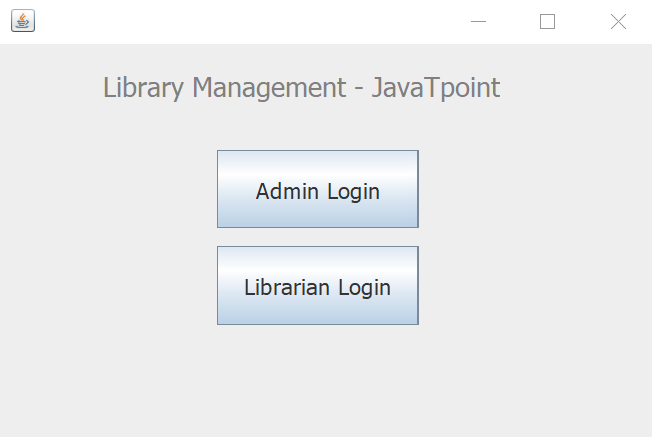 Library Management - JavaTpoint
Admin Login
Librarian Login